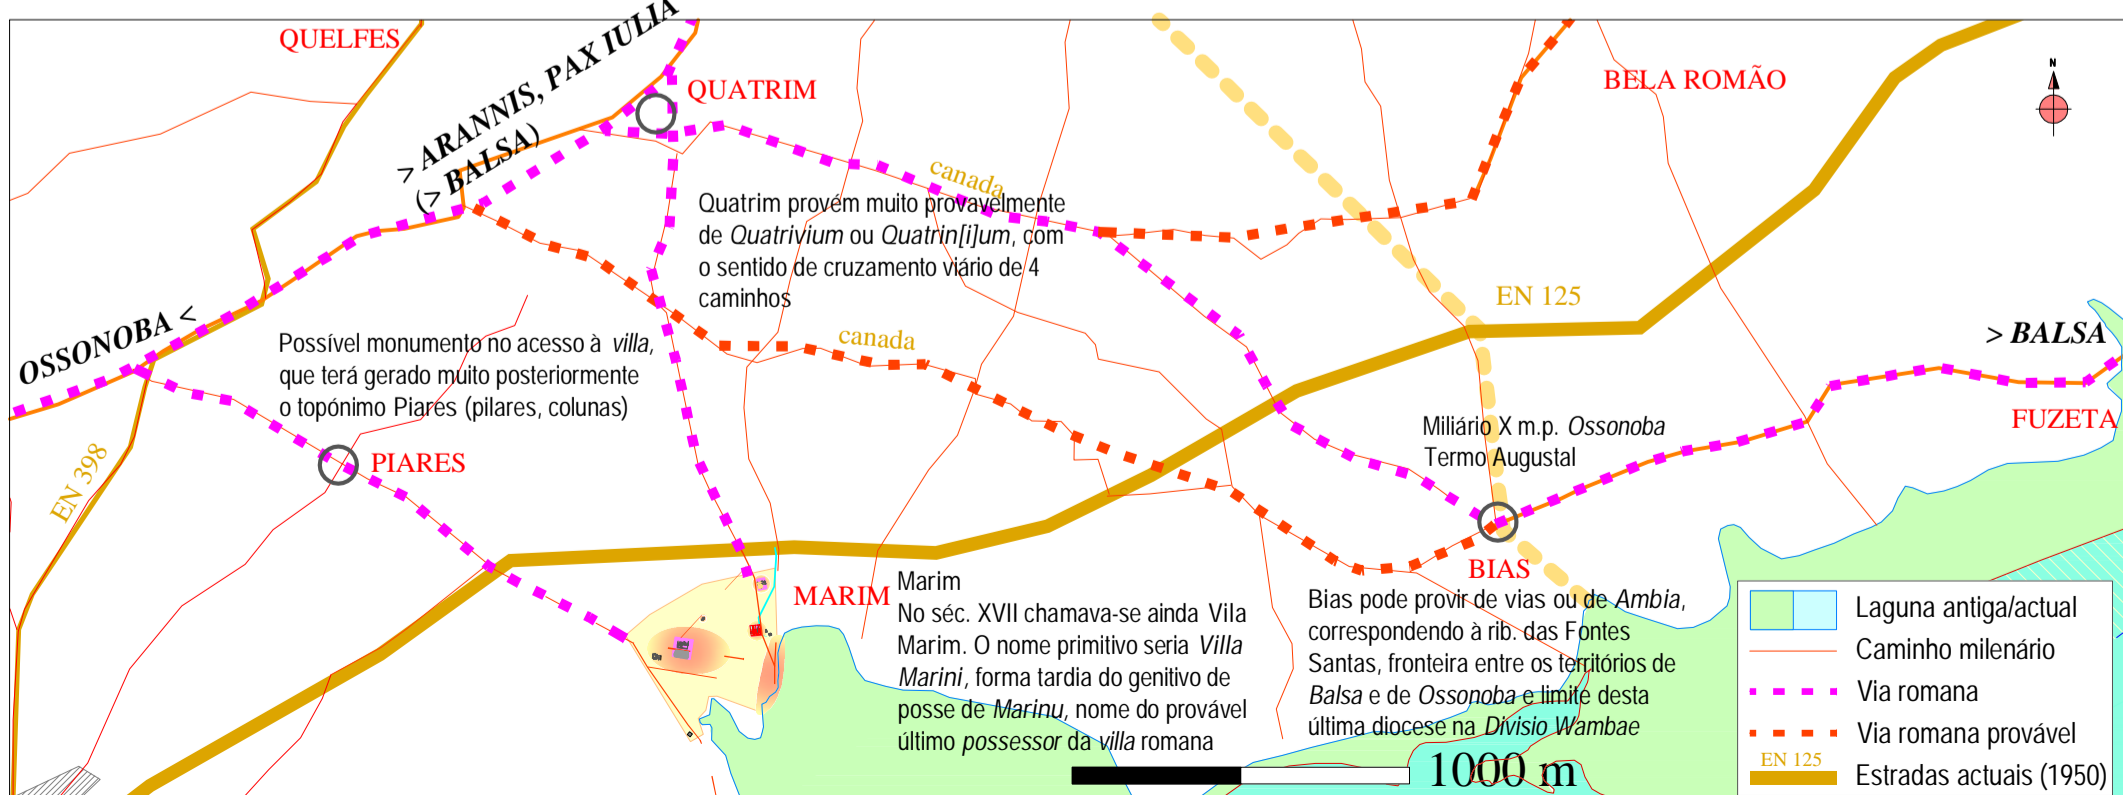 QUELFES
> ARANNIS, PAX IULIA
(> BALSA)
QUATRIM
BELA ROMÃO
N
canada
Quatrim provém muito provavelmente
de Quatrivium ou Quatrin[i]um, com
o sentido de cruzamento viário de 4
caminhos
EN 125
OSSONOBA <
Possível monumento no acesso à villa,
que terá gerado muito posteriormente
o topónimo Piares (pilares, colunas)
canada
> BALSA
FUZETA
Miliário X m.p. Ossonoba
Termo Augustal
EN 398
PIARES
BIAS
MARIM
Marim
No séc. XVII chamava-se ainda Vila
Marim. O nome primitivo seria Villa
Marini, forma tardia do genitivo de
posse de Marinu, nome do provável
último possessor da villa romana
Bias pode provir de vias ou de Ambia,
correspondendo à rib. das Fontes
Santas, fronteira entre os territórios de
Balsa e de Ossonoba e limite desta
última diocese na Divisio Wambae
1000 m
Laguna antiga/actual
Caminho milenário
Via romana
Via romana provável
EN 125
Estradas actuais (1950)